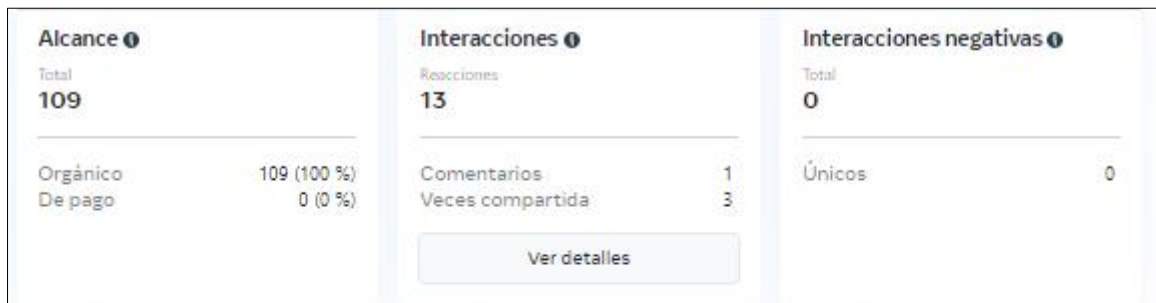 Alcance
Total
109
Orgánico 109 (100 %)
De pago 0 (0 %)
Interacciones
Reacciones
13
Comentarios 1
Veces compartida 3
Ver detalles
Interacciones negativas
Total
0
Únicos 0